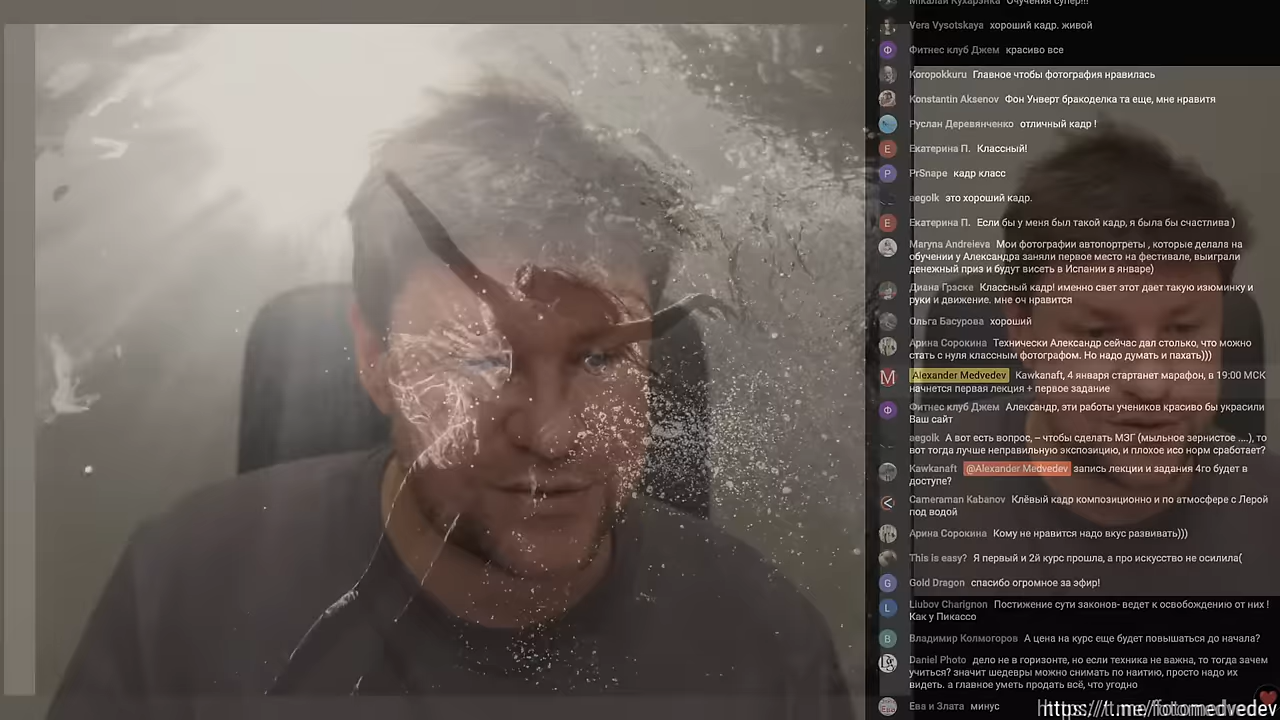 Мікалай Кухарэнка Очучения супер!!!
Vera Vysotskaya хороший кадр. живой
Ф Фитнес клуб Джем красиво все
Koropokkuru Главное чтобы фотография нравилась
Konstantin Aksenov Фон Унверт бракоделка та еще, мне нравитя
Руслан Деревянченко отличный кадр !
Е Екатерина П. Классный!
P PrSnape кадр класс
aegolk это хороший кадр.
Е Екатерина П. Если бы у меня был такой кадр, я была бы счастлива )
Maryna Andreieva Мои фотографии автопортреты , которые делала на
обучении у Александра заняли первое место на фестивале, выиграли
денежный приз и будут висеть в Испании в январе)
Диана Грэске Классный кадр! именно свет этот дает такую изюминку и
руки и движение. мне оч нравится
Ольга Басурова хороший
Арина Сорокина Технически Александр сейчас дал столько, что можно
стать с нуля классным фотографом. Но надо думать и пахать)))
M Alexander Medvedev Kawkanaft, 4 января стартанет марафон, в 19:00 МСК
начнется первая лекция + первое задание
Ф Фитнес клуб Джем Александр, эти работы учеников красиво бы украсили
Ваш сайт
aegolk А вот есть вопрос, – чтобы сделать МЗГ (мыльное зернистое ....), то
вот тогда лучше неправильную экспозицию, и плохое исо норм сработает?
Kawkanaft @Alexander Medvedev запись лекции и задания 4го будет в
доступе?
Cameraman Kabanov Клёвый кадр композиционно и по атмосфере с Лерой
под водой
Арина Сорокина Кому не нравится надо вкус развивать)))
This is easy? Я первый и 2й курс прошла, а про искусство не осилила(
G Gold Dragon спасибо огромное за эфир!
L Liubov Charignon Постижение сути законов- ведет к освобождению от них !
Как у Пикассо
В Владимир Колмогоров А цена на курс еще будет повышаться до начала?
Daniel Photo дело не в горизонте, но если техника не важна, то тогда зачем
учиться? значит шедевры можно снимать по наитию, просто надо их
видеть. а главное уметь продать всё, что угодно
Ева и Злата минус
https://t.me/fotomedvedev